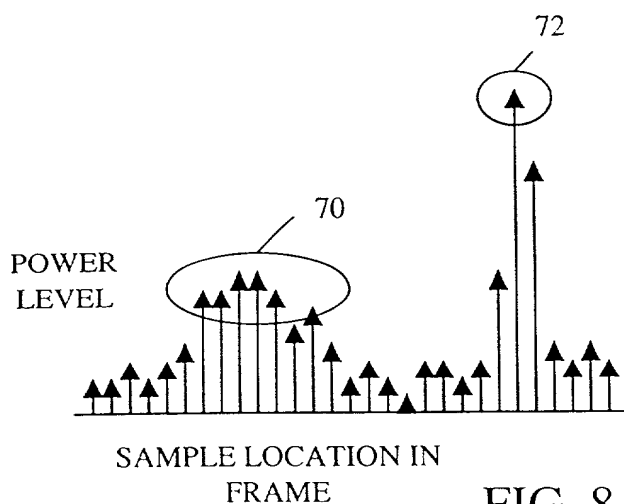 72
70
POWER
LEVEL
SAMPLE LOCATION IN
FRAME
FIG. 8